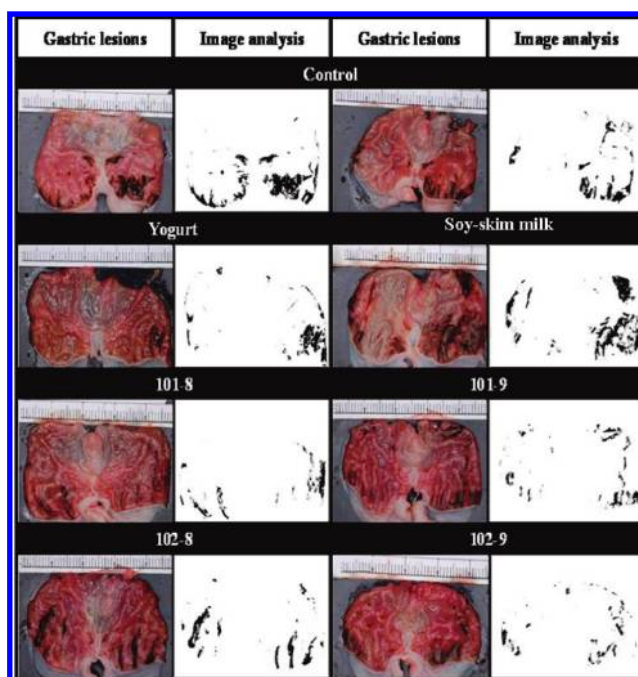 Gastric lesions Image analysis Gastric lesions Image analysis
Control
Yogurt Soy-skim milk
101-8 101-9
102-8 102-9